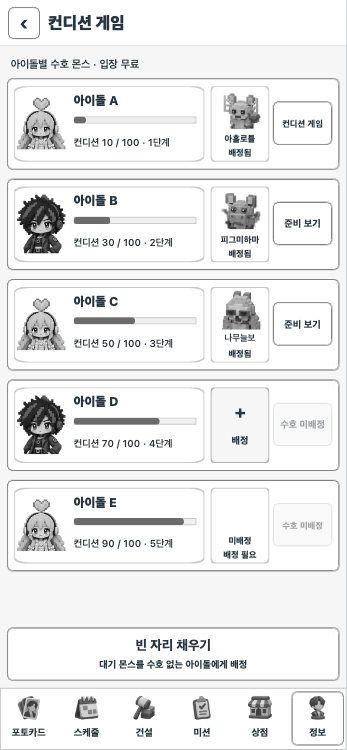 컨디션 게임
아이돌별 수호 몬스 · 입장 무료
아이돌 A
컨디션 10 / 100 · 1단계
아홀로틀
배정됨
컨디션 게임
아이돌 B
컨디션 30 / 100 · 2단계
피그미하마
배정됨
준비 보기
아이돌 C
컨디션 50 / 100 · 3단계
나무늘보
배정됨
준비 보기
아이돌 D
컨디션 70 / 100 · 4단계
+
배정
수호 미배정
아이돌 E
컨디션 90 / 100 · 5단계
미배정
배정 필요
수호 미배정
빈 자리 채우기
대기 몬스를 수호 없는 아이돌에게 배정
포토카드
스케줄
건설
미션
상점
정보